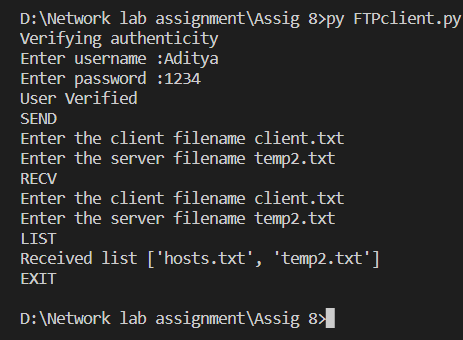 D:\Network lab assignment\Assig 8>py FTPclient.py
Verifying authenticity
Enter username :Aditya
Enter password :1234
User Verified
SEND
Enter the client filename client.txt
Enter the server filename temp2.txt
RECV
Enter the client filename client.txt
Enter the server filename temp2.txt
LIST
Received list ['hosts.txt', 'temp2.txt']
EXIT
D:\Network lab assignment\Assig 8>